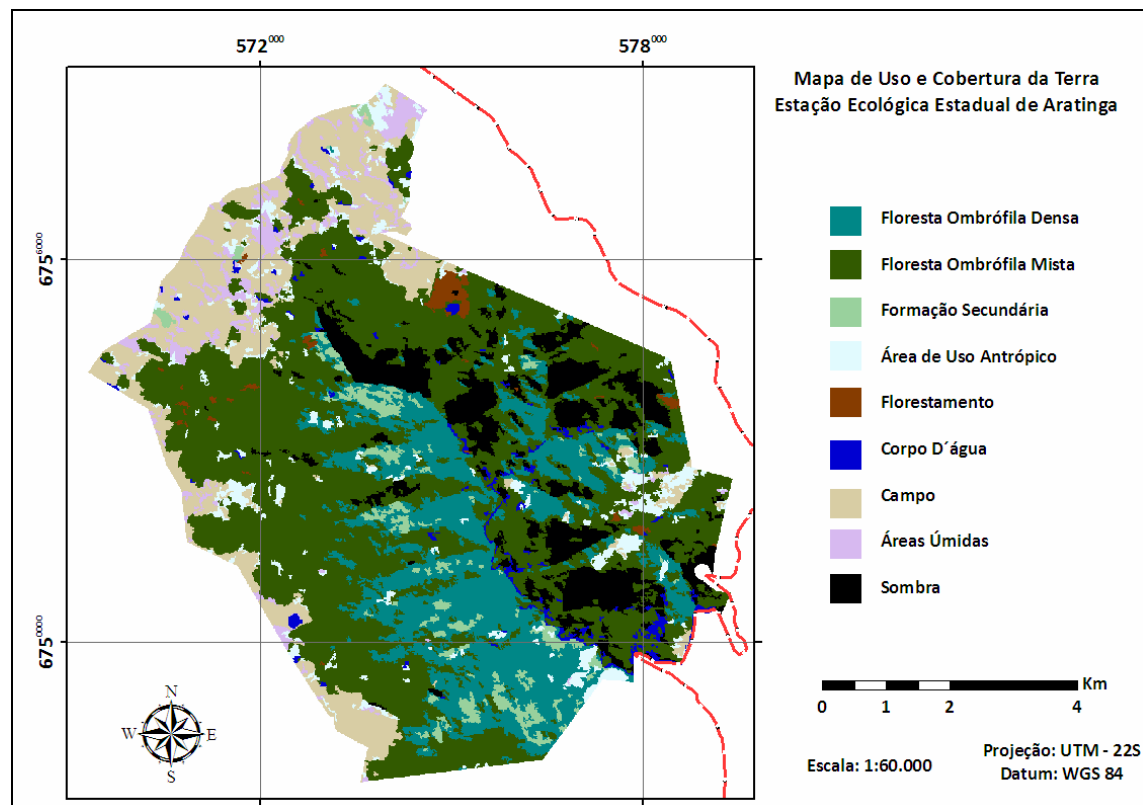 572⁰⁰⁰
578⁰⁰⁰
675⁶⁰⁰⁰
675⁰⁰⁰⁰
Mapa de Uso e Cobertura da Terra
Estação Ecológica Estadual de Aratinga
Floresta Ombrófila Densa
Floresta Ombrófila Mista
Formação Secundária
Área de Uso Antrópico
Florestamento
Corpo D´água
Campo
Áreas Úmidas
Sombra
N
W
E
S
Km
0 1 2 4
Escala: 1:60.000
Projeção: UTM - 22S
Datum: WGS 84